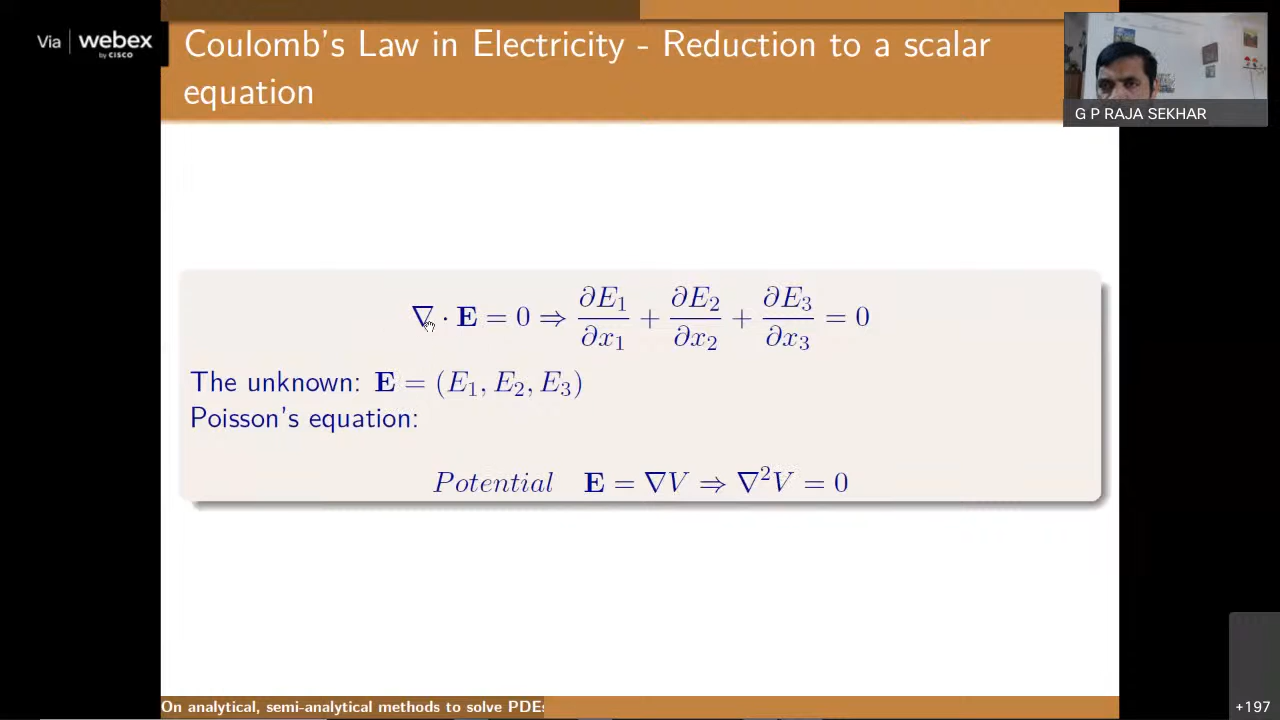 Via webex
by CISCO
Coulomb's Law in Electricity - Reduction to a scalar
equation
G P RAJA SEKHAR
∇ · E = 0 ⇒ ∂E₁/∂x₁ + ∂E₂/∂x₂ + ∂E₃/∂x₃ = 0
The unknown: E = (E₁, E₂, E₃)
Poisson's equation:
Potential E = ∇V ⇒ ∇²V = 0
On analytical, semi-analytical methods to solve PDEs
+197